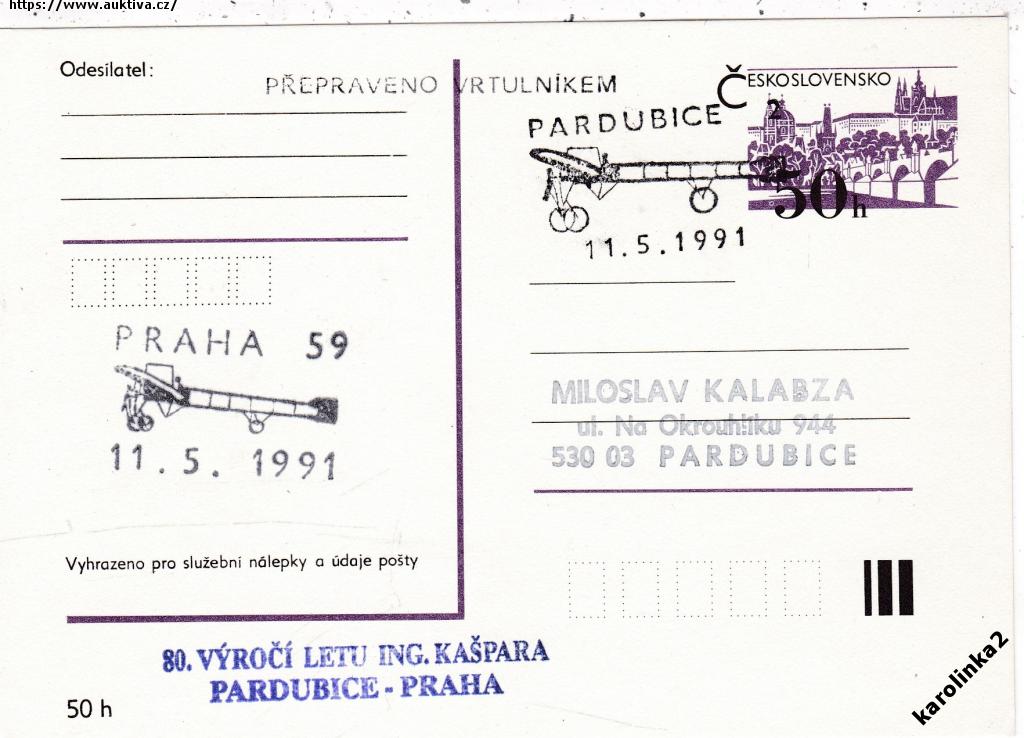 https://www.auktiva.cz/
Odesilatel:
PŘEPRAVENO VRTULNÍKEM
ČESKOSLOVENSKO
PARDUBICE 2
50h
11.5.1991
PRAHA 59
11. 5. 1991
MILOSLAV KALABZA
ul. Na Okrouhlíku 944
530 03 PARDUBICE
Vyhrazeno pro služební nálepky a údaje pošty
80. VÝROČÍ LETU ING. KAŠPARA
PARDUBICE - PRAHA
50 h
karolinka2